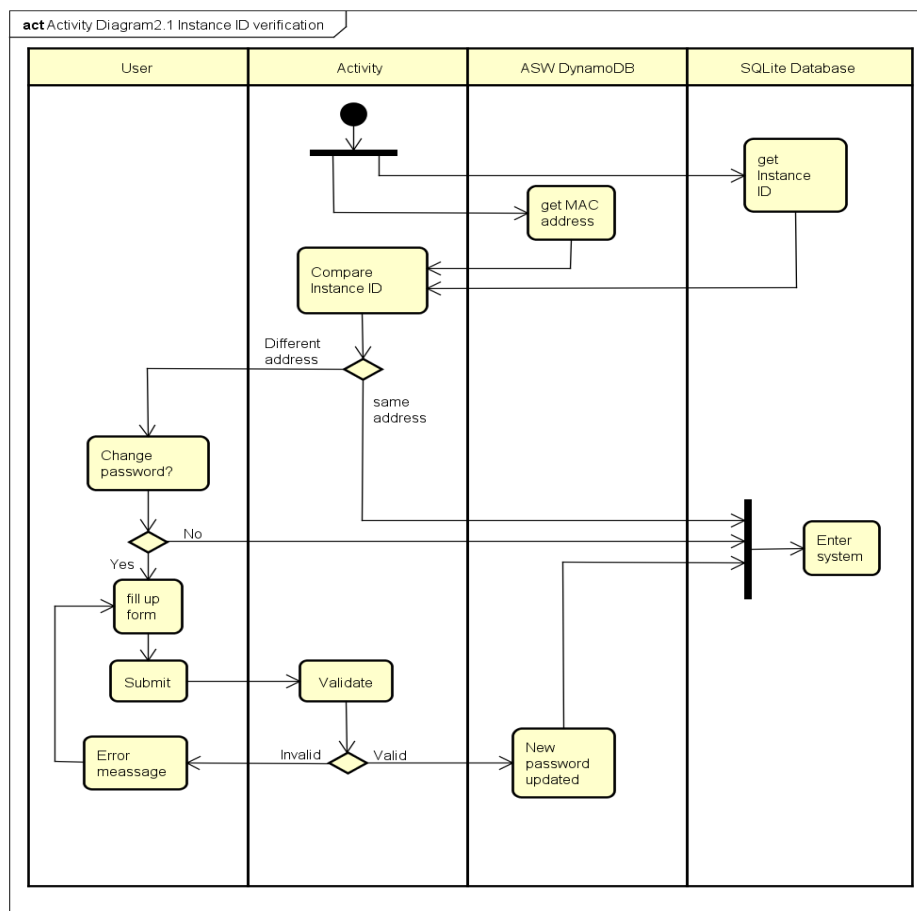 act Activity Diagram2.1 Instance ID verification
User
Activity
ASW DynamoDB
SQLite Database
get
Instance
ID
get MAC
address
Compare
Instance ID
Different
address
same
address
Change
password?
No
Yes
Enter
system
fill up
form
Submit
Validate
Invalid
Valid
Error
meassage
New
password
updated